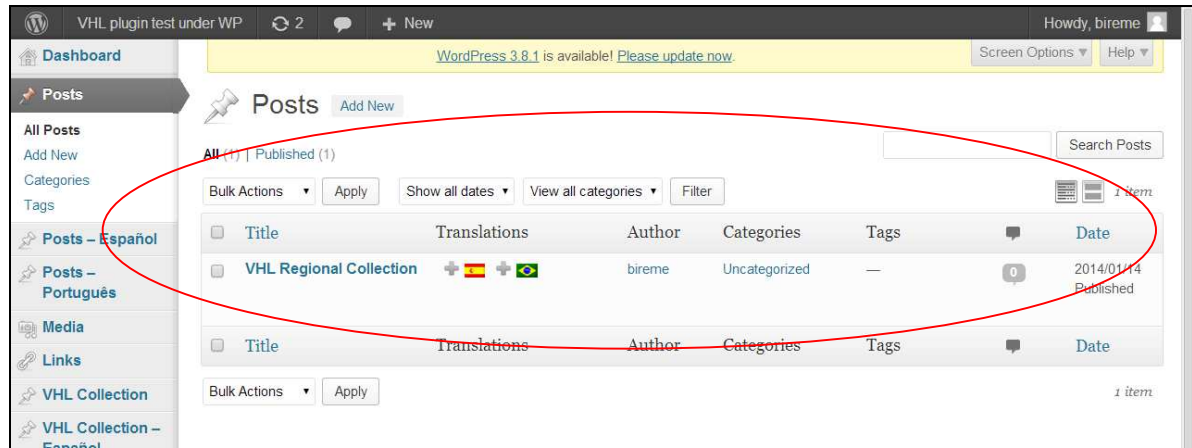 VHL plugin test under WP 2 + New Howdy, bireme
Dashboard
WordPress 3.8.1 is available! Please update now.
Screen Options ▼ Help ▼
Posts
All Posts
Add New
Categories
Tags
Posts – Español
Posts –
Português
Media
Links
VHL Collection
VHL Collection –
Español
Posts Add New
All (1) | Published (1)
Search Posts
Bulk Actions ▼ Apply Show all dates ▼ View all categories ▼ Filter 1 item
Title Translations Author Categories Tags Date
VHL Regional Collection bireme Uncategorized — 0 2014/01/14
Published
Title Translations Author Categories Tags Date
Bulk Actions ▼ Apply 1 item